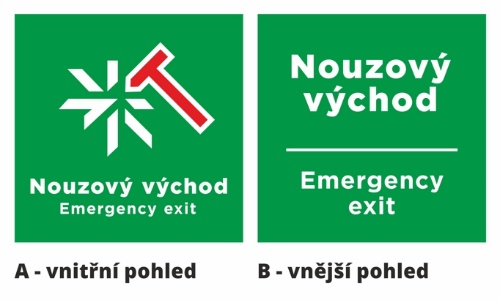 Nouzový východ
Emergency exit
A - vnitřní pohled
Nouzový
východ
Emergency
exit
B - vnější pohled